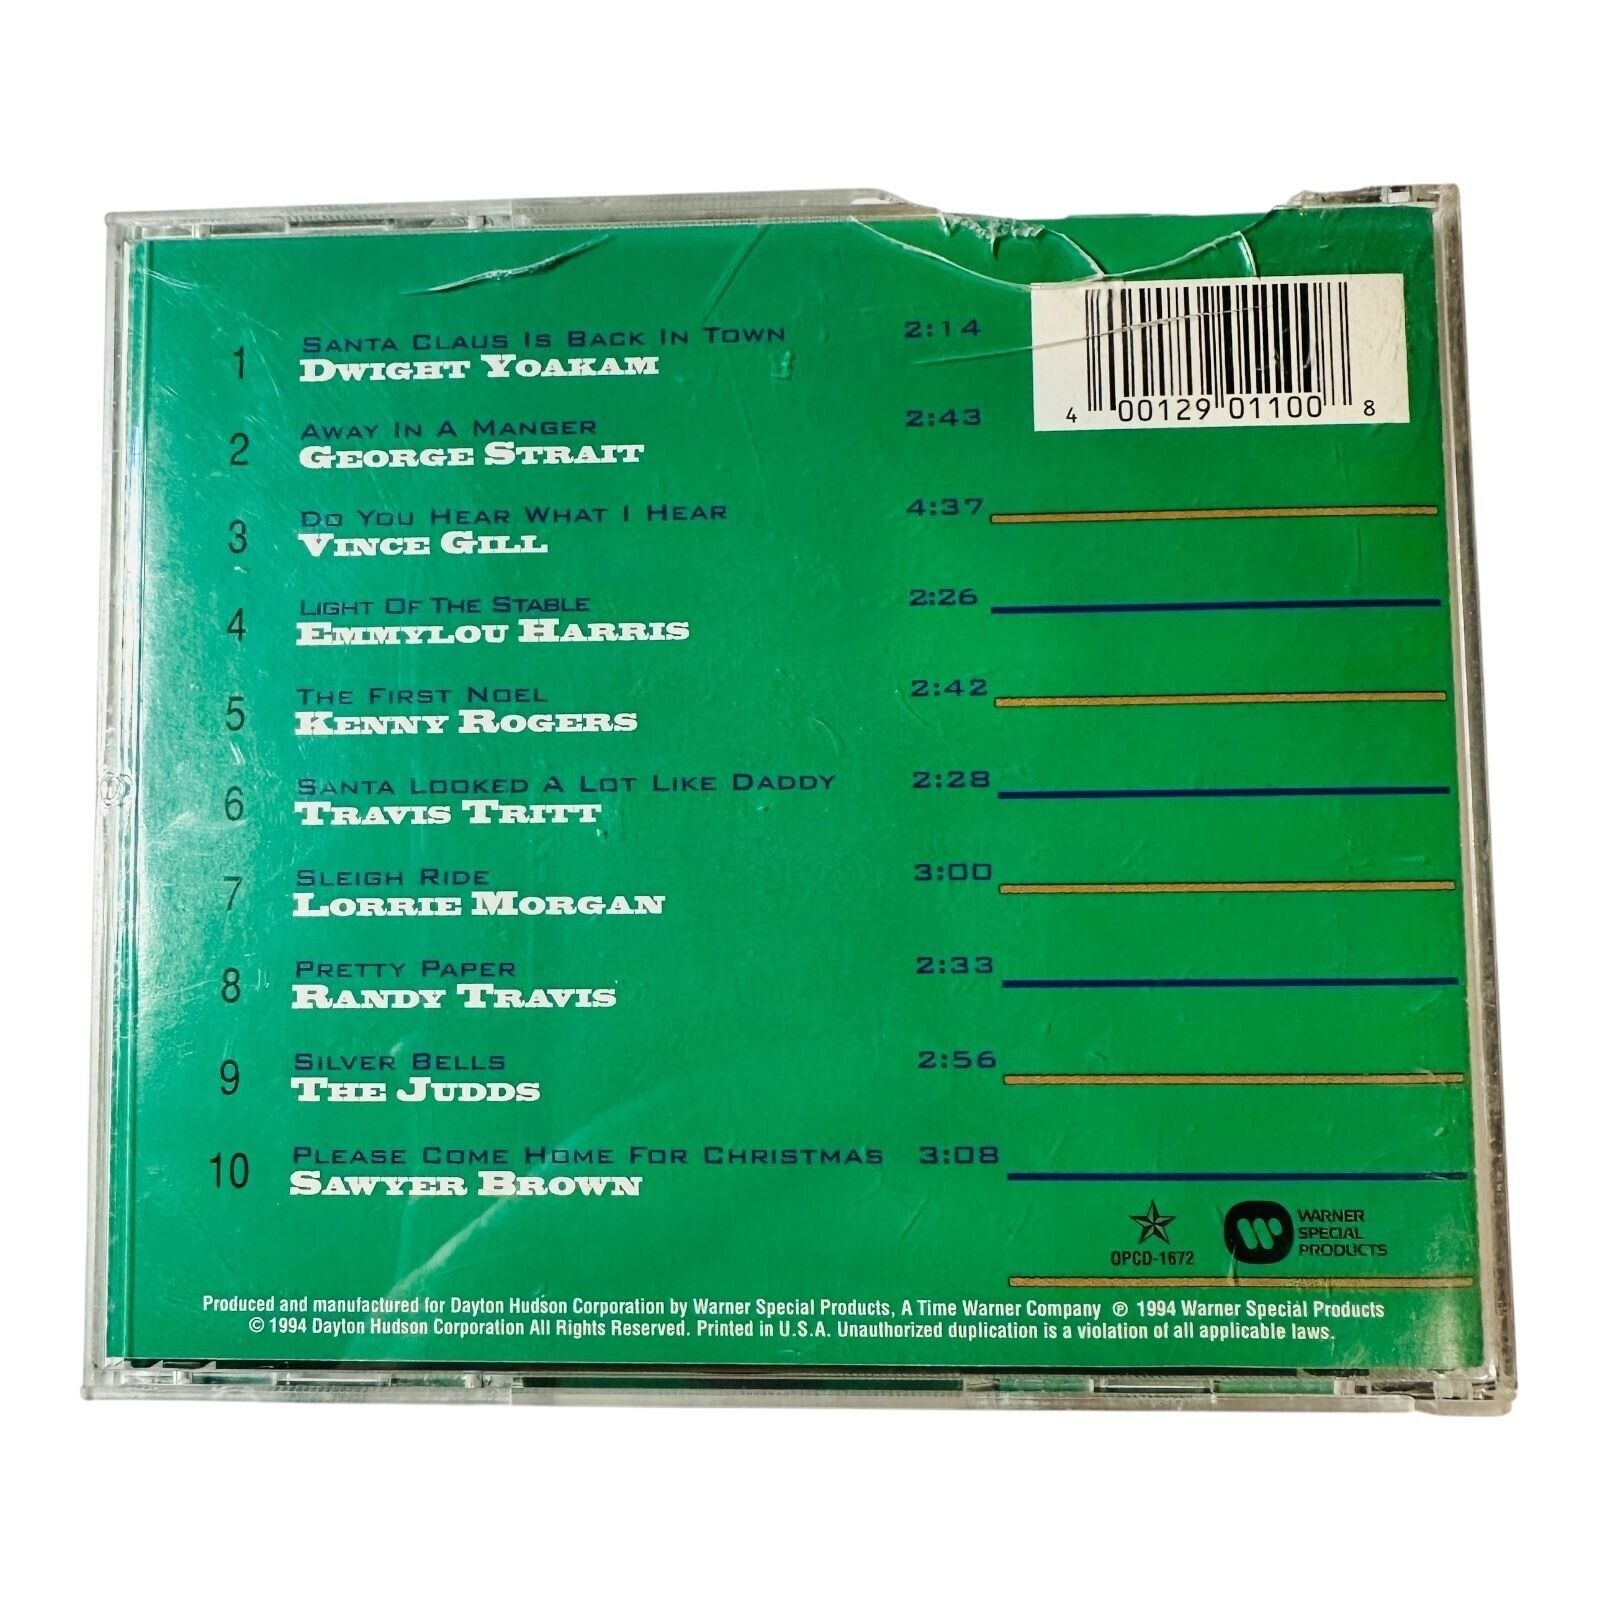 1 Santa Claus Is Back In Town 2:14
Dwight Yoakam
4 00129 01100 8
2 Away In A Manger 2:43
George Strait
3 Do You Hear What I Hear 4:37
Vince Gill
4 Light Of The Stable 2:26
Emmylou Harris
5 The First Noel 2:42
Kenny Rogers
6 Santa Looked A Lot Like Daddy 2:28
Travis Tritt
7 Sleigh Ride 3:00
Lorrie Morgan
8 Pretty Paper 2:33
Randy Travis
9 Silver Bells 2:56
The Judds
10 Please Come Home For Christmas 3:08
Sawyer Brown
OPCD-1672
WARNER
SPECIAL
PRODUCTS
Produced and manufactured for Dayton Hudson Corporation by Warner Special Products, A Time Warner Company ℗ 1994 Warner Special Products
© 1994 Dayton Hudson Corporation All Rights Reserved. Printed in U.S.A. Unauthorized duplication is a violation of all applicable laws.